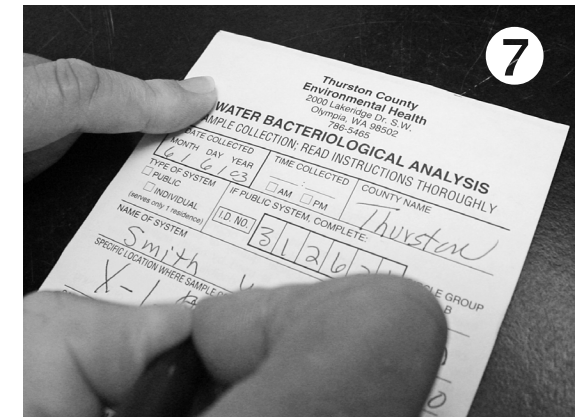 7
Thurston County
Environmental Health
2000 Lakeridge Dr. S.W.
Olympia, WA 98502
786-5465
WATER BACTERIOLOGICAL ANALYSIS
SAMPLE COLLECTION: READ INSTRUCTIONS THOROUGHLY
DATE COLLECTED
MONTH DAY YEAR
6 / 6 / 03
TIME COLLECTED
:
AM PM
COUNTY NAME
Thurston
TYPE OF SYSTEM
PUBLIC
INDIVIDUAL
(serves only 1 residence)
IF PUBLIC SYSTEM, COMPLETE:
I.D. NO.
3 1 2 6
GROUP
NAME OF SYSTEM
Smith
SPECIFIC LOCATION WHERE SAMPLE
X-1